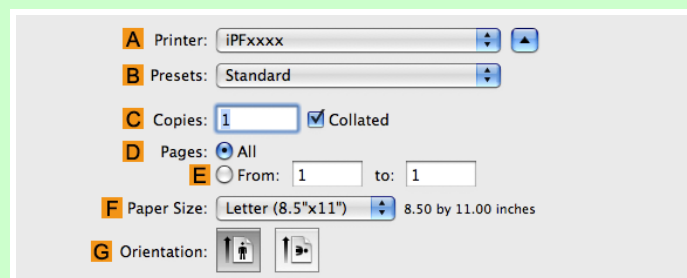 A Printer: iPFxxxx
B Presets: Standard
C Copies: 1 Collated
D Pages: All
E From: 1 to: 1
F Paper Size: Letter (8.5"x11") 8.50 by 11.00 inches
G Orientation: